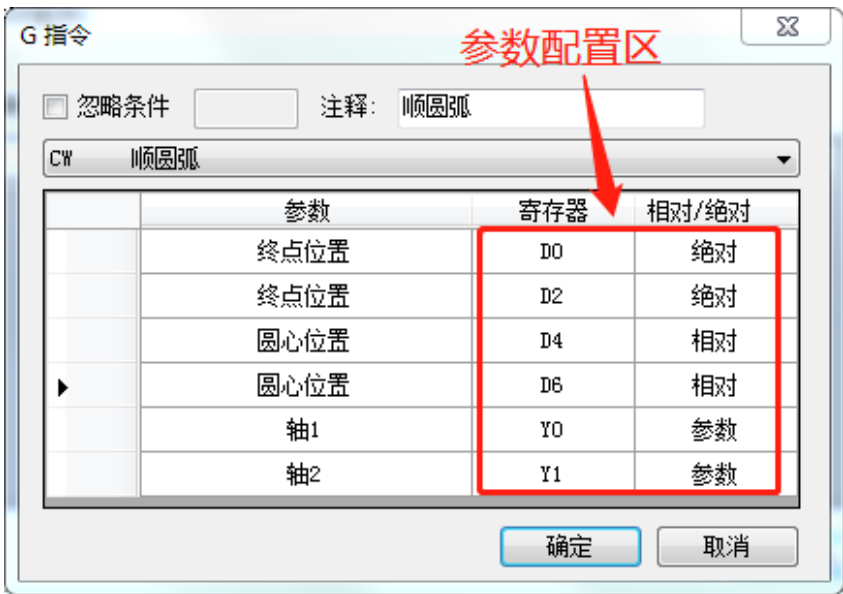 G 指令
参数配置区
忽略条件 注释: 顺圆弧
CW 顺圆弧
参数 寄存器 相对/绝对
终点位置 D0 绝对
终点位置 D2 绝对
圆心位置 D4 相对
圆心位置 D6 相对
轴1 Y0 参数
轴2 Y1 参数
确定 取消